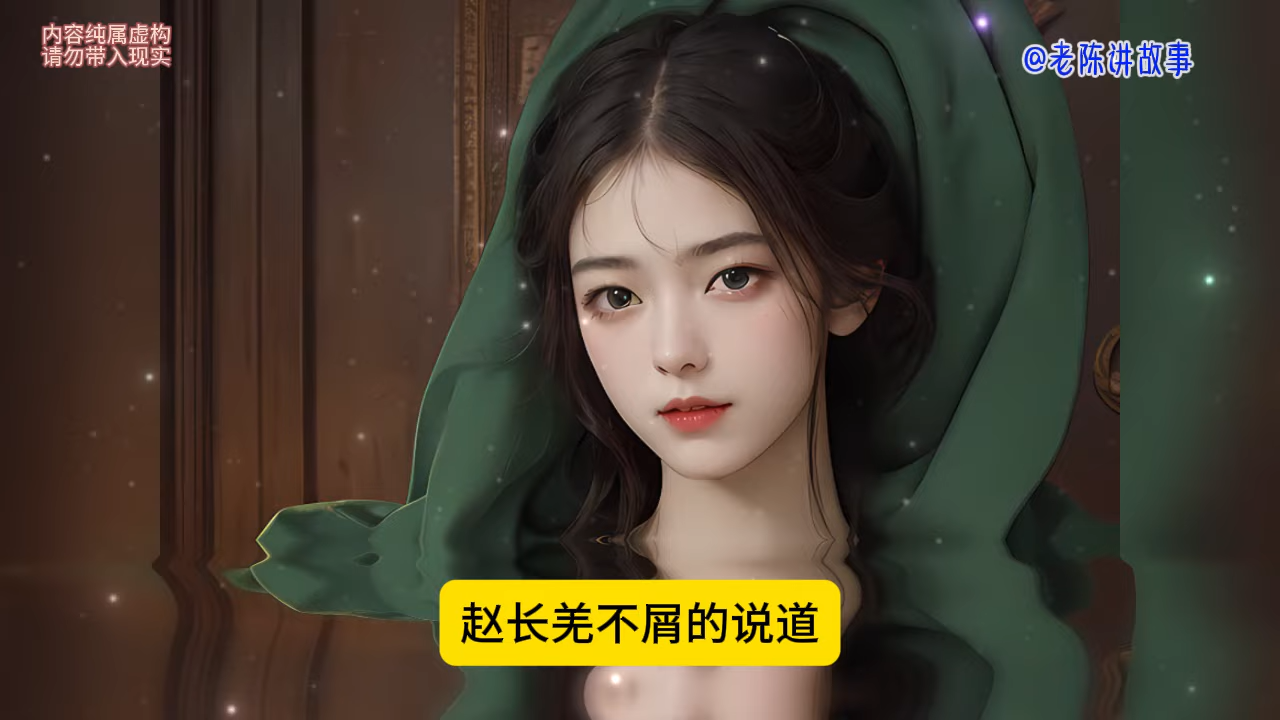 内容纯属虚构
请勿带入现实
@老陈讲故事
赵长羌不屑的说道